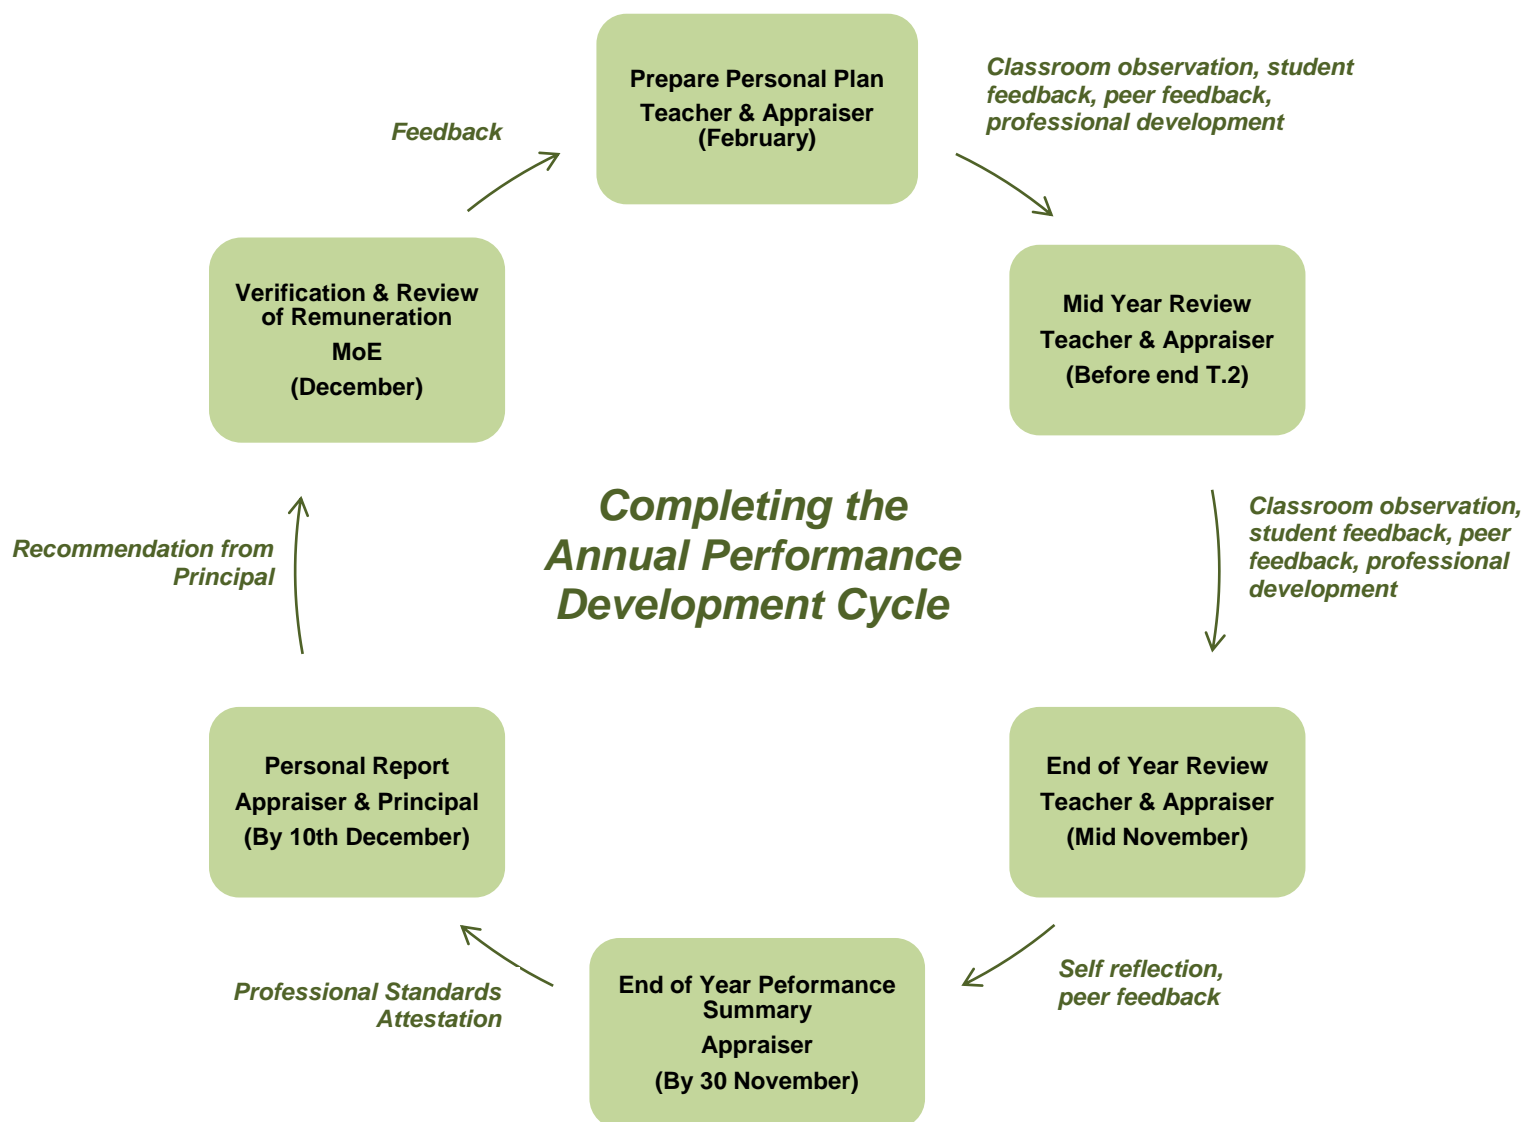 Prepare Personal Plan
Teacher & Appraiser
(February)
Classroom observation, student
feedback, peer feedback,
professional development
Mid Year Review
Teacher & Appraiser
(Before end T.2)
Classroom observation,
student feedback, peer
feedback, professional
development
End of Year Review
Teacher & Appraiser
(Mid November)
Self reflection,
peer feedback
End of Year Peformance
Summary
Appraiser
(By 30 November)
Professional Standards
Attestation
Personal Report
Appraiser & Principal
(By 10th December)
Recommendation from
Principal
Verification & Review
of Remuneration
MoE
(December)
Feedback
Completing the
Annual Performance
Development Cycle